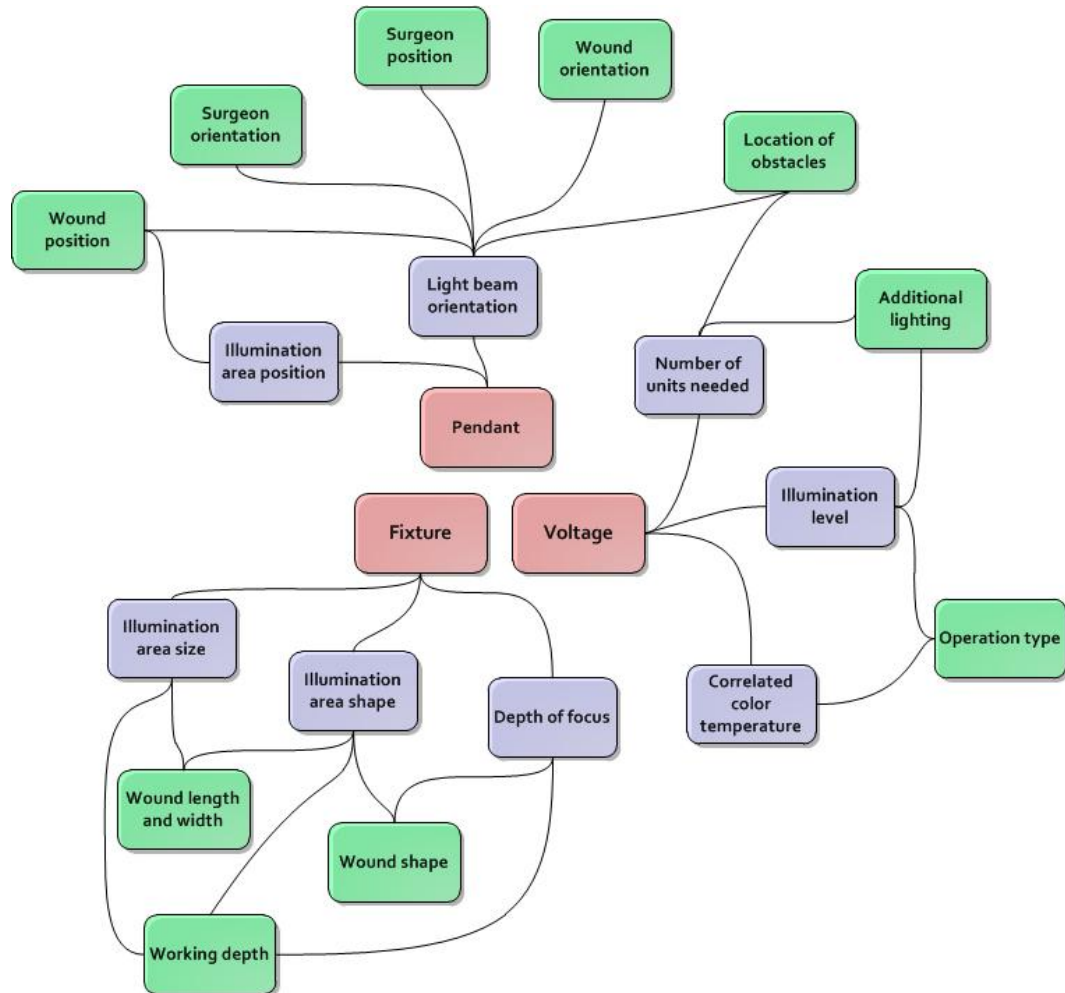 Surgeon
position
Wound
orientation
Surgeon
orientation
Location of
obstacles
Wound
position
Light beam
orientation
Additional
lighting
Illumination
area position
Number of
units needed
Pendant
Illumination
level
Fixture
Voltage
Illumination
area size
Operation type
Illumination
area shape
Correlated
color
temperature
Depth of focus
Wound length
and width
Wound shape
Working depth